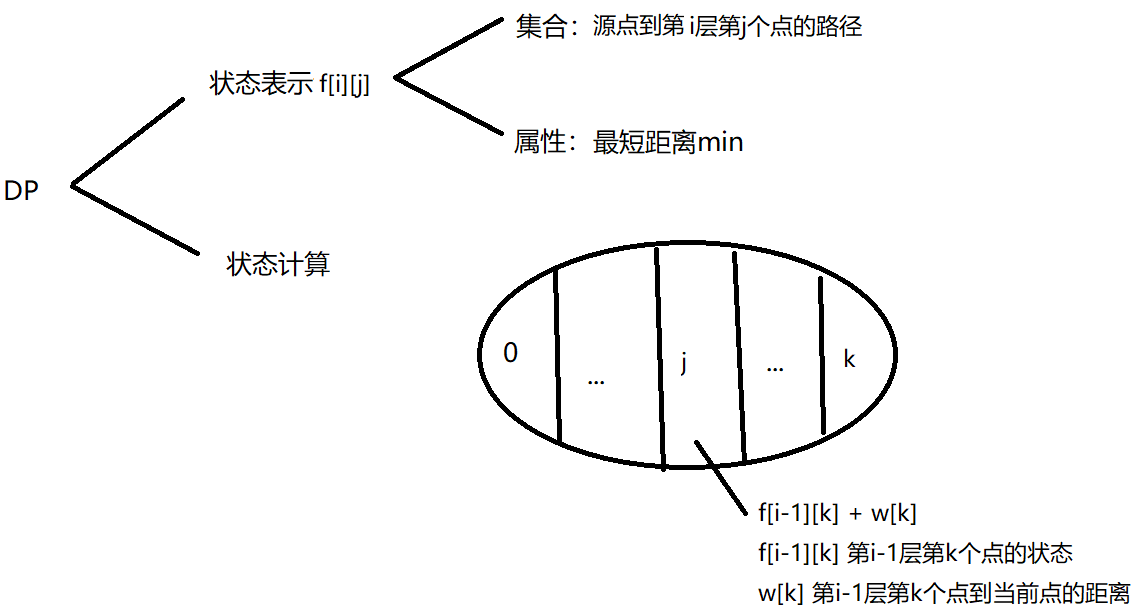 集合：源点到第 i层第j个点的路径
状态表示 f[i][j]
属性：最短距离min
DP
状态计算
0
...
j
...
k
f[i-1][k] + w[k]
f[i-1][k] 第i-1层第k个点的状态
w[k] 第i-1层第k个点到当前点的距离